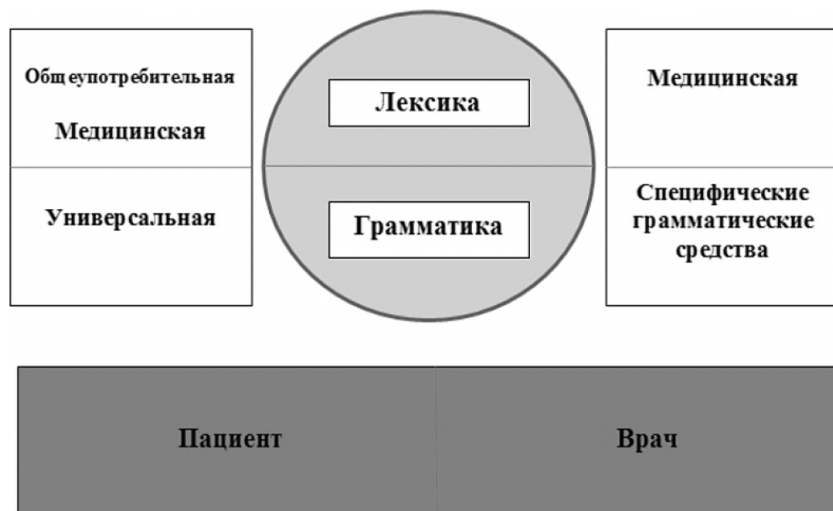 Общеупотребительная
Медицинская
Универсальная
Лексика
Грамматика
Медицинская
Специфические
грамматические
средства
Пациент
Врач